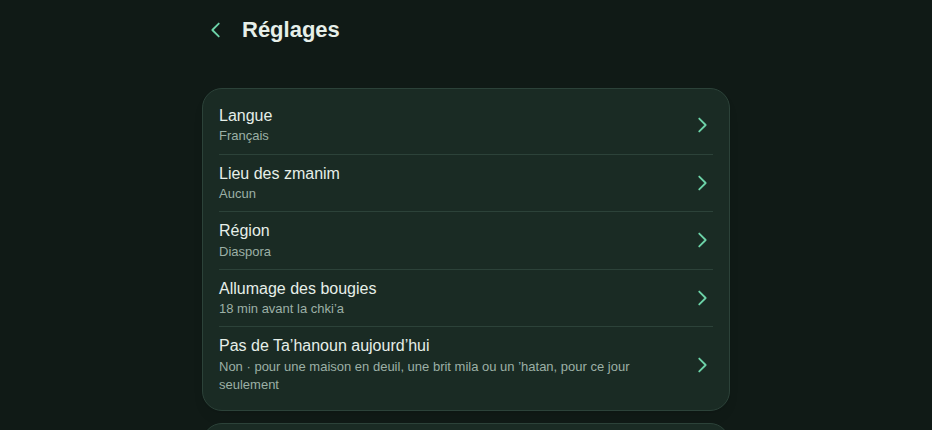 Réglages
Langue
Français
Lieu des zmanim
Aucun
Région
Diaspora
Allumage des bougies
18 min avant la chki’a
Pas de Ta’hanoun aujourd’hui
Non · pour une maison en deuil, une brit mila ou un ’hatan, pour ce jour
seulement